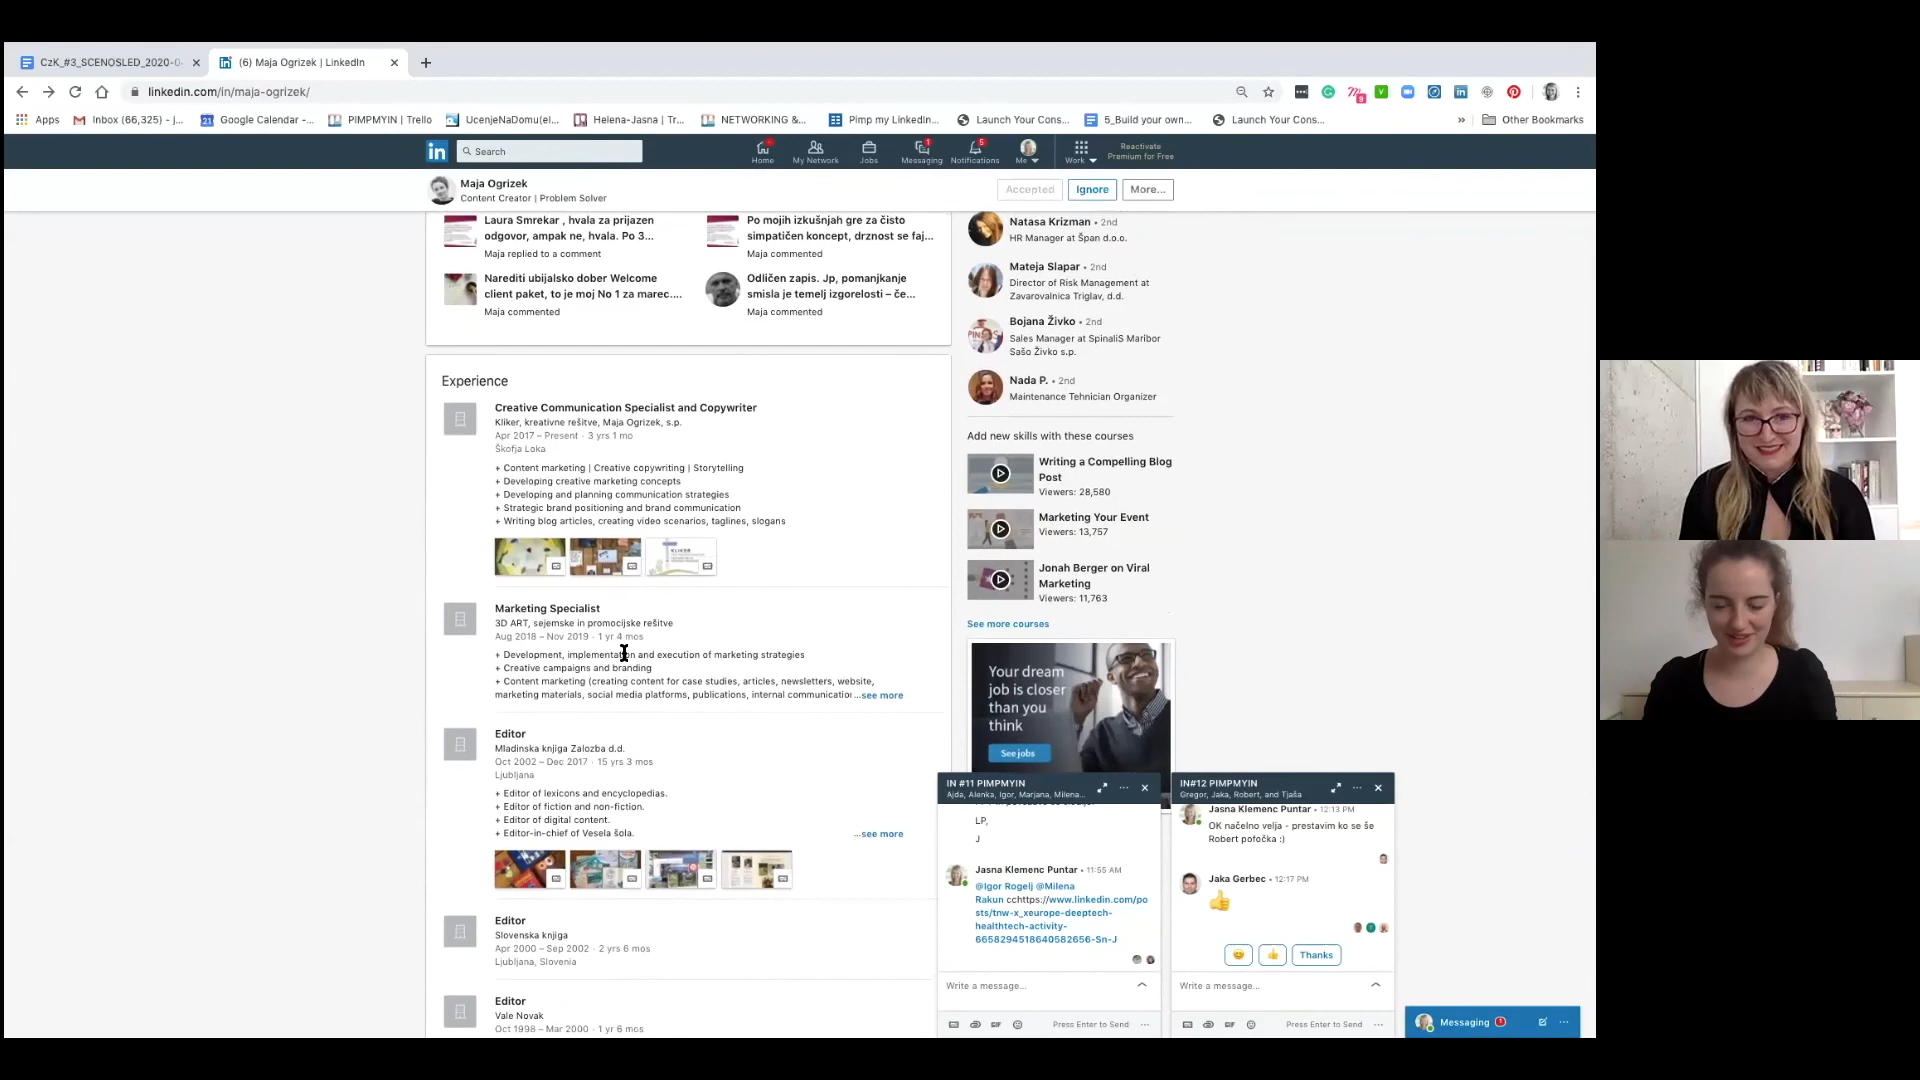 CzK_#3_SCENOSLED_2020-0
(6) Maja Ogrizek | LinkedIn
linkedin.com/in/maja-ogrizek/
Apps
Inbox (66,325) - j...
Google Calendar -...
PIMPMYIN | Trello
UcenjeNaDomu(el...
Helena-Jasna | Tr...
NETWORKING &...
Pimp my LinkedIn...
Launch Your Cons...
5_Build your own...
Launch Your Cons...
»
Other Bookmarks
in
Search
Home
My Network
Jobs
Messaging
Notifications
Me
Work
Reactivate
Premium for Free
Maja Ogrizek
Content Creator | Problem Solver
Accepted
Ignore
More...
Laura Smrekar , hvala za prijazen
odgovor, ampak ne, hvala. Po 3...
Maja replied to a comment
Po mojih izkušnjah gre za čisto
simpatičen koncept, drznost se faj...
Maja commented
Narediti ubijalsko dober Welcome
client paket, to je moj No 1 za marec....
Maja commented
Odličen zapis. Jp, pomanjkanje
smisla je temelj izgorelosti – če...
Maja commented
Experience
Creative Communication Specialist and Copywriter
Kliker, kreativne rešitve, Maja Ogrizek, s.p.
Apr 2017 – Present · 3 yrs 1 mo
Škofja Loka
+ Content marketing | Creative copywriting | Storytelling
+ Developing creative marketing concepts
+ Developing and planning communication strategies
+ Strategic brand positioning and brand communication
+ Writing blog articles, creating video scenarios, taglines, slogans
KLIKER
Marketing Specialist
3D ART, sejemske in promocijske rešitve
Aug 2018 – Nov 2019 · 1 yr 4 mos
+ Development, implementation and execution of marketing strategies
+ Creative campaigns and branding
+ Content marketing (creating content for case studies, articles, newsletters, website,
marketing materials, social media platforms, publications, internal communicatio ...see more
Editor
Mladinska knjiga Zalozba d.d.
Oct 2002 – Dec 2017 · 15 yrs 3 mos
Ljubljana
+ Editor of lexicons and encyclopedias.
+ Editor of fiction and non-fiction.
+ Editor of digital content.
+ Editor-in-chief of Vesela šola.
...see more
Editor
Slovenska knjiga
Apr 2000 – Sep 2002 · 2 yrs 6 mos
Ljubljana, Slovenia
Editor
Vale Novak
Oct 1998 – Mar 2000 · 1 yr 6 mos
Natasa Krizman • 2nd
HR Manager at Špan d.o.o.
Mateja Slapar • 2nd
Director of Risk Management at
Zavarovalnica Triglav, d.d.
Bojana Živko • 2nd
Sales Manager at SpinaliS Maribor
Sašo Živko s.p.
Nada P. • 2nd
Maintenance Tehnician Organizer
Add new skills with these courses
Writing a Compelling Blog
Post
Viewers: 28,580
Marketing Your Event
Viewers: 13,757
Jonah Berger on Viral
Marketing
Viewers: 11,763
See more courses
Your dream
job is closer
than you
think
See jobs
IN #11 PIMPMYIN
Ajda, Alenka, Igor, Marjana, Milena...
LP,
J
Jasna Klemenc Puntar • 11:55 AM
@Igor Rogelj @Milena
Rakun cchttps://www.linkedin.com/po
sts/tnw-x_xeurope-deeptech-
healthtech-activity-
6658294518640582656-Sn-J
Write a message...
Press Enter to Send
IN#12 PIMPMYIN
Gregor, Jaka, Robert, and Tjaša
Jasna Klemenc Puntar • 12:13 PM
OK načelno velja - prestavim ko se še
Robert pofočka :)
Jaka Gerbec • 12:17 PM
Thanks
Write a message...
Press Enter to Send
Messaging